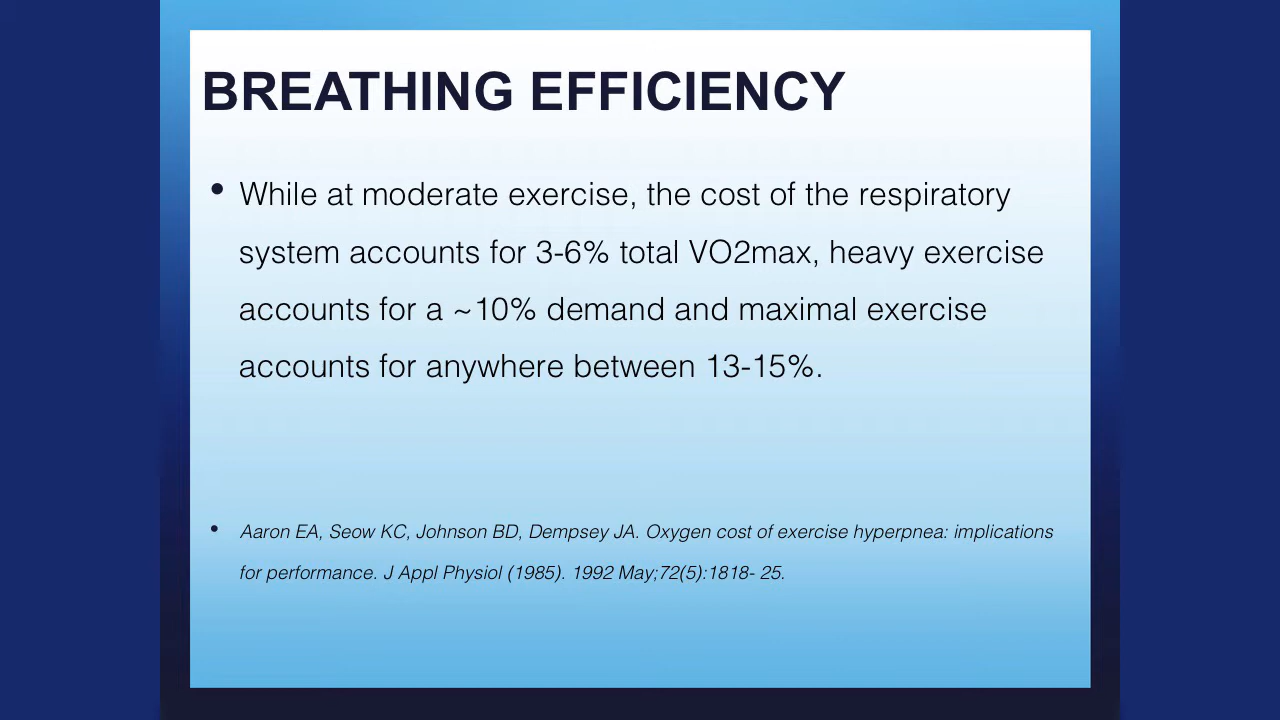 BREATHING EFFICIENCY
• While at moderate exercise, the cost of the respiratory
system accounts for 3-6% total VO2max, heavy exercise
accounts for a ~10% demand and maximal exercise
accounts for anywhere between 13-15%.
• Aaron EA, Seow KC, Johnson BD, Dempsey JA. Oxygen cost of exercise hyperpnea: implications
for performance. J Appl Physiol (1985). 1992 May;72(5):1818- 25.